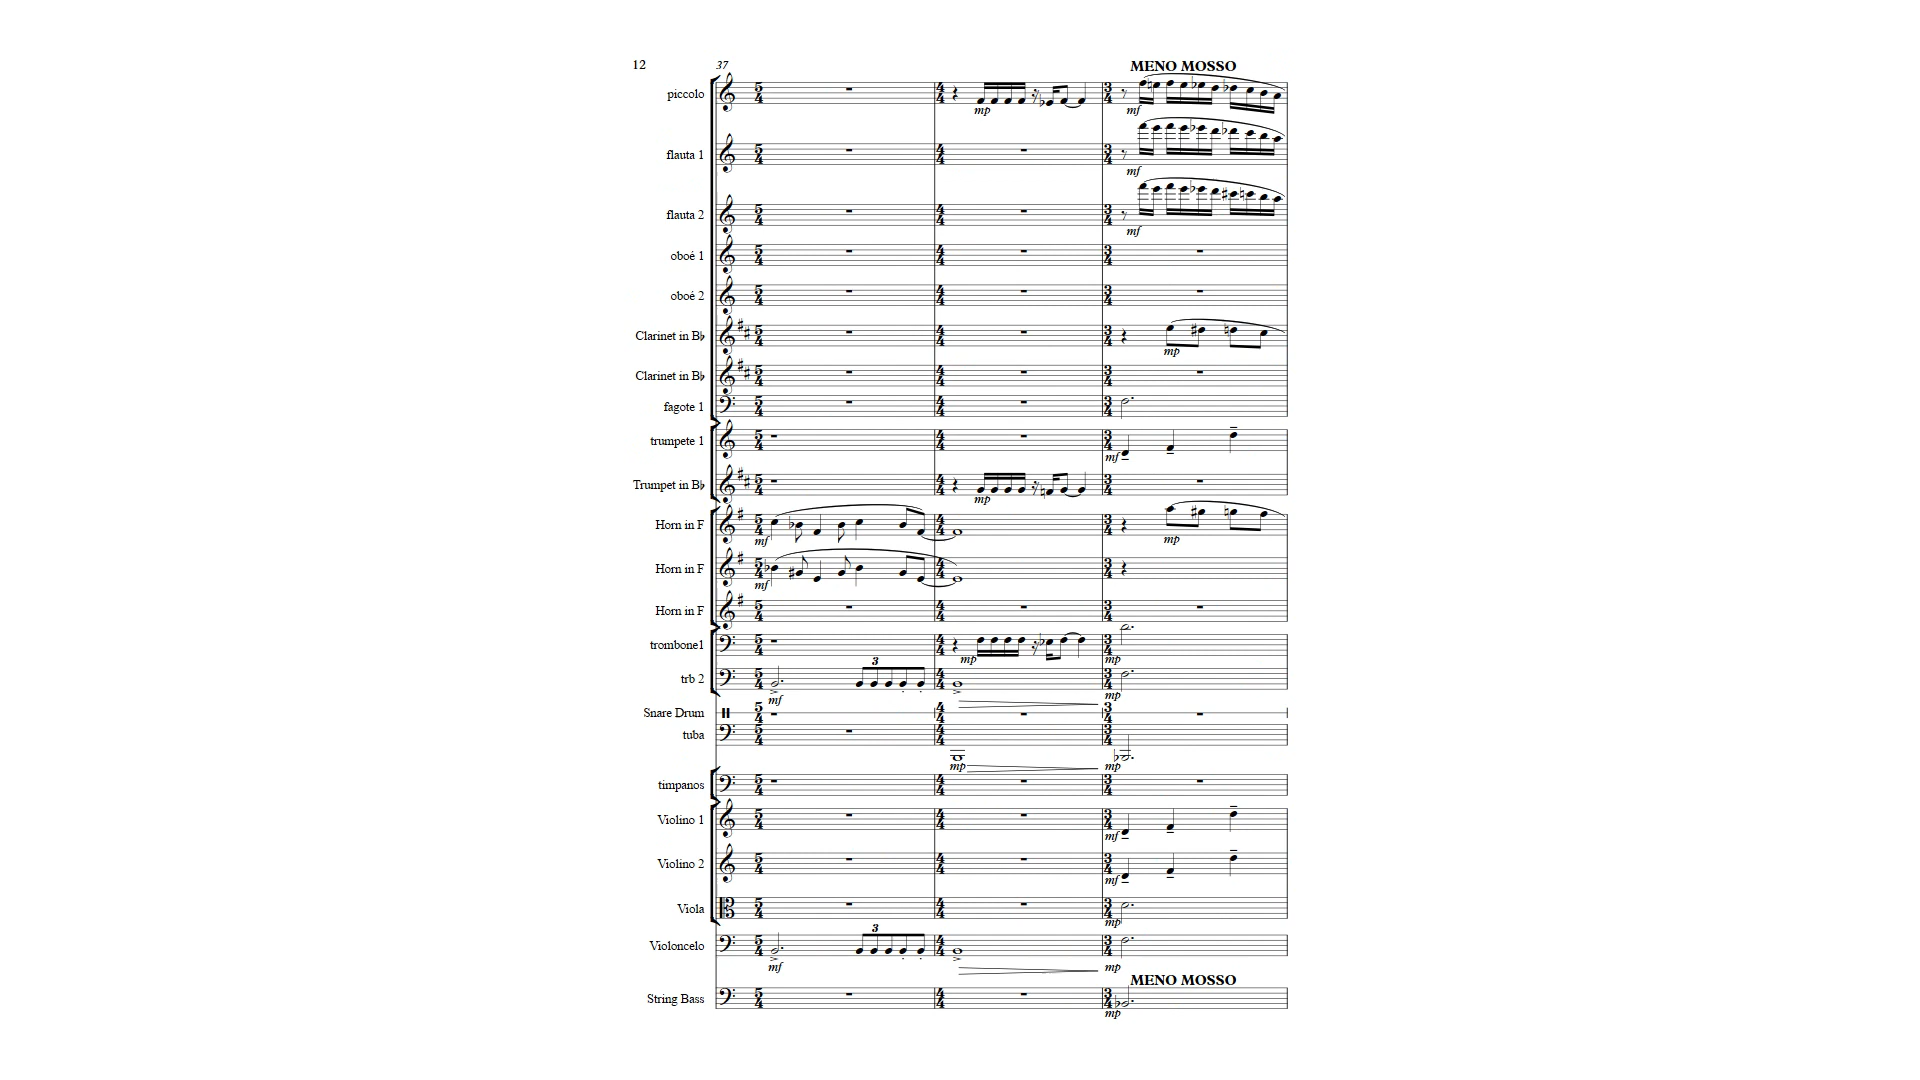 MENO MOSSO
12 37
piccolo
mp mf
flauta 1
mf
flauta 2
mf
oboé 1
oboé 2
Clarinet in B♭
mp
Clarinet in B♭
fagote 1
trumpete 1
mf
Trumpet in B♭
mp
Horn in F
mf mp
Horn in F
mf
Horn in F
trombone1
mp mp
3
trb 2
mf mp
Snare Drum
tuba
mp mp
timpanos
Violino 1
mf
Violino 2
mf
Viola
mp
3
Violoncelo
mf mp
MENO MOSSO
String Bass
mp